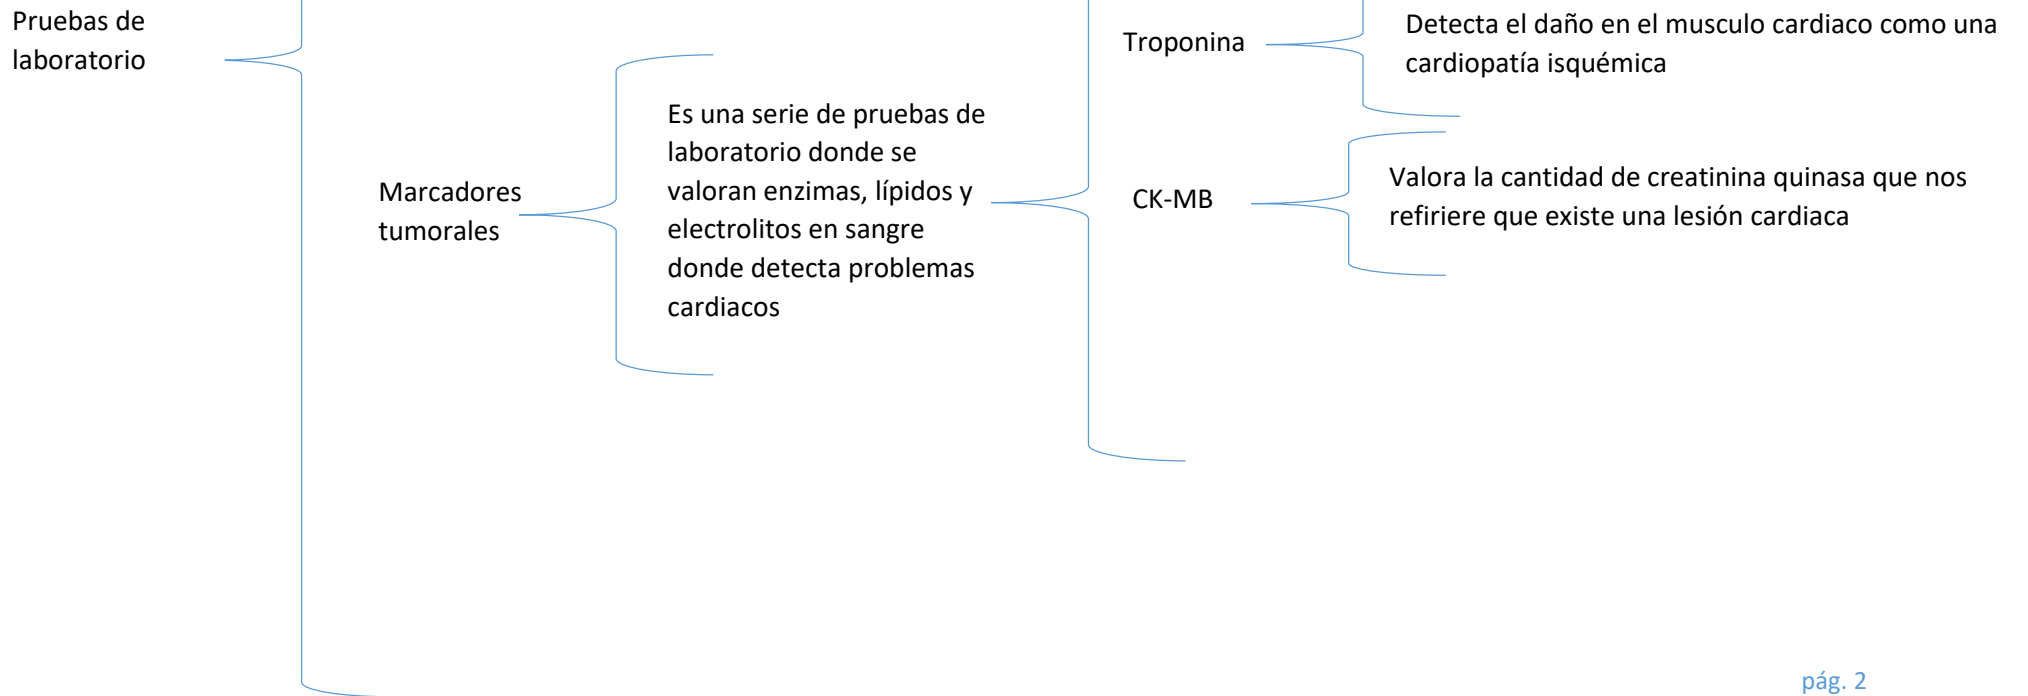 Pruebas de
laboratorio
Marcadores
tumorales
Es una serie de pruebas de
laboratorio donde se
valoran enzimas, lípidos y
electrolitos en sangre
donde detecta problemas
cardiacos
Troponina
Detecta el daño en el musculo cardiaco como una
cardiopatía isquémica
CK-MB
Valora la cantidad de creatinina quinasa que nos
refiriere que existe una lesión cardiaca
pág. 2